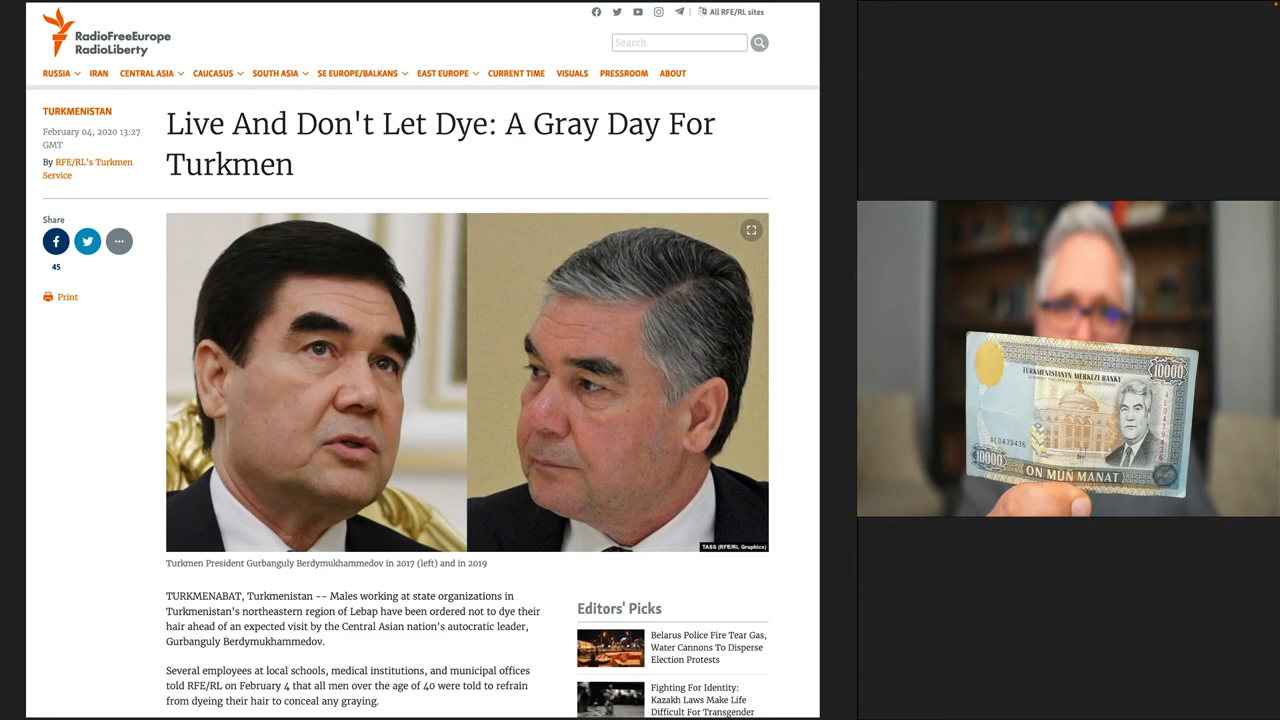 RadioFreeEurope
RadioLiberty
All RFE/RL sites
Search
RUSSIA
IRAN
CENTRAL ASIA
CAUCASUS
SOUTH ASIA
SE EUROPE/BALKANS
EAST EUROPE
CURRENT TIME
VISUALS
PRESSROOM
ABOUT
TURKMENISTAN
February 04, 2020 13:27
GMT
By RFE/RL's Turkmen
Service
Live And Don't Let Dye: A Gray Day For
Turkmen
Share
45
Print
TASS (RFE/RL Graphics)
Turkmen President Gurbanguly Berdymukhammedov in 2017 (left) and in 2019
TURKMENABAT, Turkmenistan -- Males working at state organizations in
Turkmenistan's northeastern region of Lebap have been ordered not to dye their
hair ahead of an expected visit by the Central Asian nation's autocratic leader,
Gurbanguly Berdymukhammedov.
Several employees at local schools, medical institutions, and municipal offices
told RFE/RL on February 4 that all men over the age of 40 were told to refrain
from dyeing their hair to conceal any graying.
Editors' Picks
Belarus Police Fire Tear Gas,
Water Cannons To Disperse
Election Protests
Fighting For Identity:
Kazakh Laws Make Life
Difficult For Transgender
TÜRKMENISTANYŇ MERKEZI BANKY
10000
AL0439436
10000
ON MÜŇ MANAT